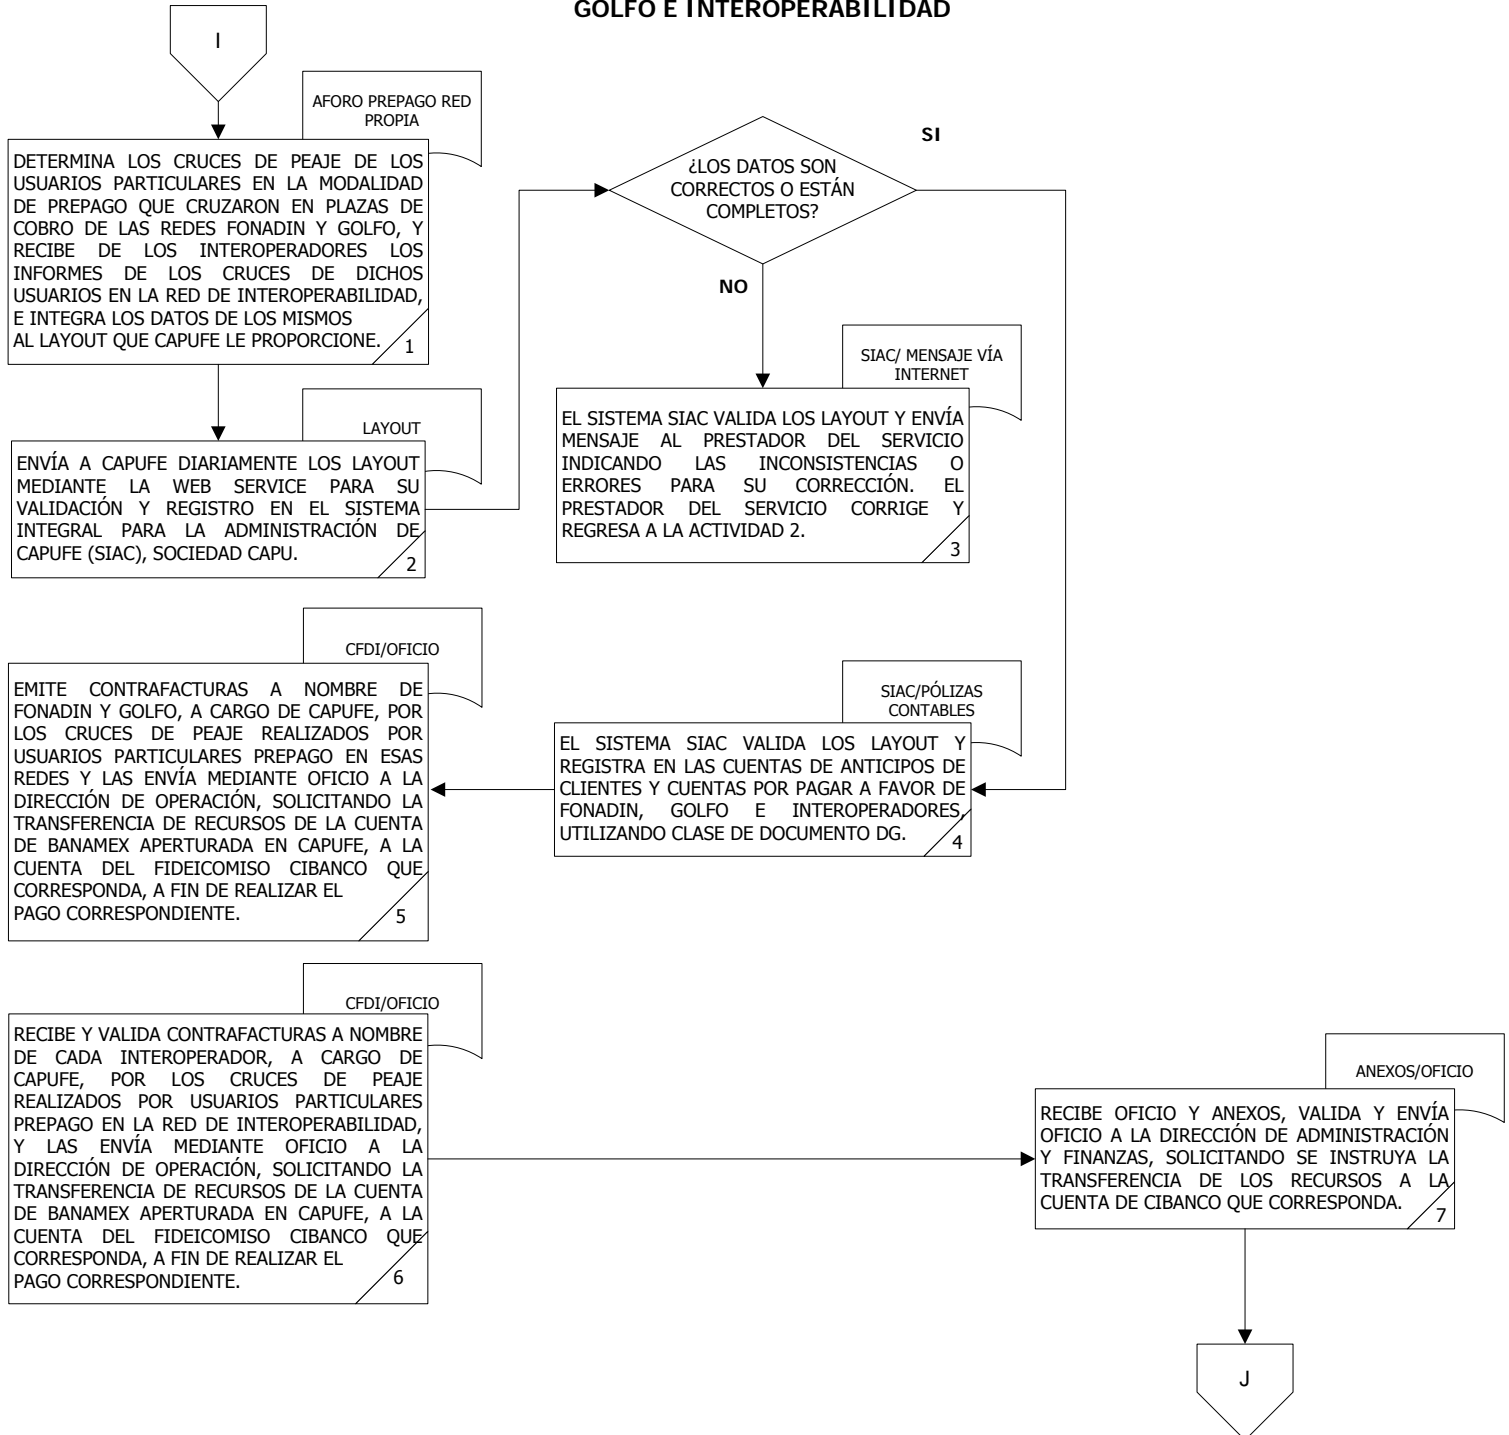 GOLFO E INTEROPERABILIDAD
I
AFORO PREPAGO RED
PROPIA
DETERMINA LOS CRUCES DE PEAJE DE LOS
USUARIOS PARTICULARES EN LA MODALIDAD
DE PREPAGO QUE CRUZARON EN PLAZAS DE
COBRO DE LAS REDES FONADIN Y GOLFO, Y
RECIBE DE LOS INTEROPERADORES LOS
INFORMES DE LOS CRUCES DE DICHOS
USUARIOS EN LA RED DE INTEROPERABILIDAD,
E INTEGRA LOS DATOS DE LOS MISMOS
AL LAYOUT QUE CAPUFE LE PROPORCIONE.
1
LAYOUT
ENVÍA A CAPUFE DIARIAMENTE LOS LAYOUT
MEDIANTE LA WEB SERVICE PARA SU
VALIDACIÓN Y REGISTRO EN EL SISTEMA
INTEGRAL PARA LA ADMINISTRACIÓN DE
CAPUFE (SIAC), SOCIEDAD CAPU.
2
¿LOS DATOS SON
CORRECTOS O ESTÁN
COMPLETOS?
SI
NO
SIAC/ MENSAJE VÍA
INTERNET
EL SISTEMA SIAC VALIDA LOS LAYOUT Y ENVÍA
MENSAJE AL PRESTADOR DEL SERVICIO
INDICANDO LAS INCONSISTENCIAS O
ERRORES PARA SU CORRECCIÓN. EL
PRESTADOR DEL SERVICIO CORRIGE Y
REGRESA A LA ACTIVIDAD 2.
3
SIAC/PÓLIZAS
CONTABLES
EL SISTEMA SIAC VALIDA LOS LAYOUT Y
REGISTRA EN LAS CUENTAS DE ANTICIPOS DE
CLIENTES Y CUENTAS POR PAGAR A FAVOR DE
FONADIN, GOLFO E INTEROPERADORES,
UTILIZANDO CLASE DE DOCUMENTO DG.
4
CFDI/OFICIO
EMITE CONTRAFACTURAS A NOMBRE DE
FONADIN Y GOLFO, A CARGO DE CAPUFE, POR
LOS CRUCES DE PEAJE REALIZADOS POR
USUARIOS PARTICULARES PREPAGO EN ESAS
REDES Y LAS ENVÍA MEDIANTE OFICIO A LA
DIRECCIÓN DE OPERACIÓN, SOLICITANDO LA
TRANSFERENCIA DE RECURSOS DE LA CUENTA
DE BANAMEX APERTURADA EN CAPUFE, A LA
CUENTA DEL FIDEICOMISO CIBANCO QUE
CORRESPONDA, A FIN DE REALIZAR EL
PAGO CORRESPONDIENTE.
5
CFDI/OFICIO
RECIBE Y VALIDA CONTRAFACTURAS A NOMBRE
DE CADA INTEROPERADOR, A CARGO DE
CAPUFE, POR LOS CRUCES DE PEAJE
REALIZADOS POR USUARIOS PARTICULARES
PREPAGO EN LA RED DE INTEROPERABILIDAD,
Y LAS ENVÍA MEDIANTE OFICIO A LA
DIRECCIÓN DE OPERACIÓN, SOLICITANDO LA
TRANSFERENCIA DE RECURSOS DE LA CUENTA
DE BANAMEX APERTURADA EN CAPUFE, A LA
CUENTA DEL FIDEICOMISO CIBANCO QUE
CORRESPONDA, A FIN DE REALIZAR EL
PAGO CORRESPONDIENTE.
6
ANEXOS/OFICIO
RECIBE OFICIO Y ANEXOS, VALIDA Y ENVÍA
OFICIO A LA DIRECCIÓN DE ADMINISTRACIÓN
Y FINANZAS, SOLICITANDO SE INSTRUYA LA
TRANSFERENCIA DE LOS RECURSOS A LA
CUENTA DE CIBANCO QUE CORRESPONDA.
7
J